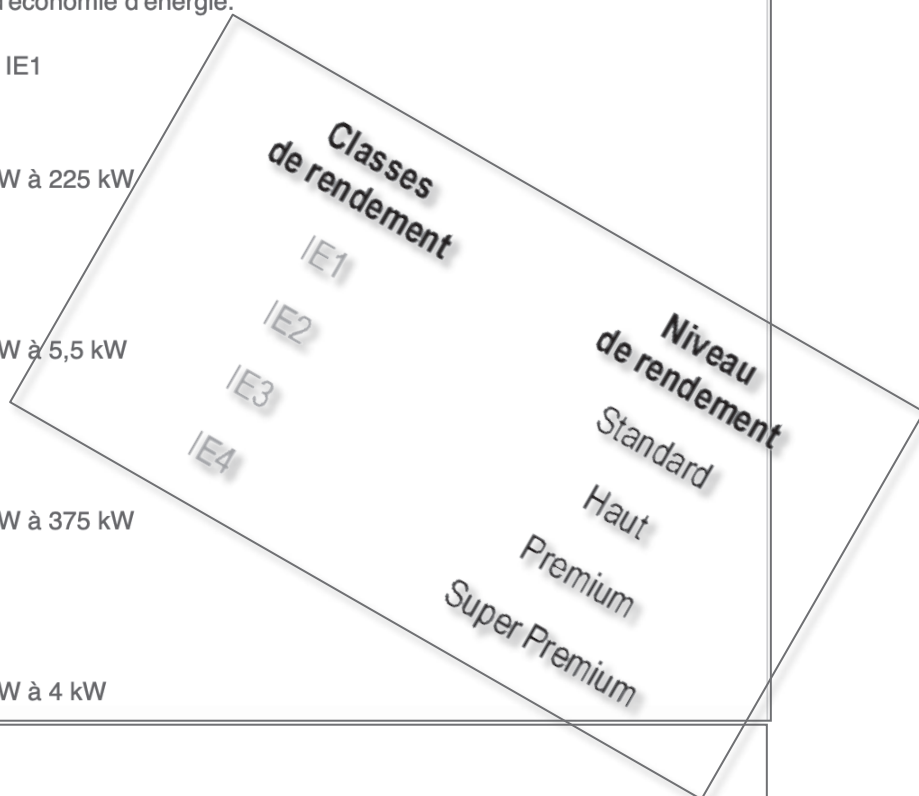 l'économie d'énergie.
IE1
W à 225 kW
W à 5,5 kW
W à 375 kW
W à 4 kW
Classes
de rendement
IE1
IE2
IE3
IE4
Niveau
de rendement
Standard
Haut
Premium
Super Premium